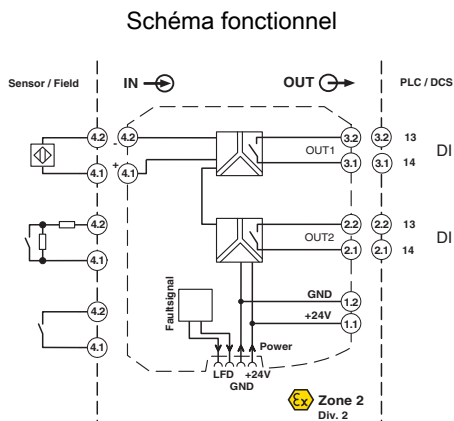 Schéma fonctionnel
Sensor / Field
IN
OUT
PLC / DCS
4.2
4.2
-
3.2
3.2
13
OUT1
DI
4.1
+
4.1
3.1
3.1
14
4.2
2.2
2.2
13
OUT2
DI
4.1
2.1
2.1
14
4.2
Faultsignal
GND
1.2
+24V
1.1
4.1
Power
LFD
+24V
GND
Ex
Zone 2
Div. 2